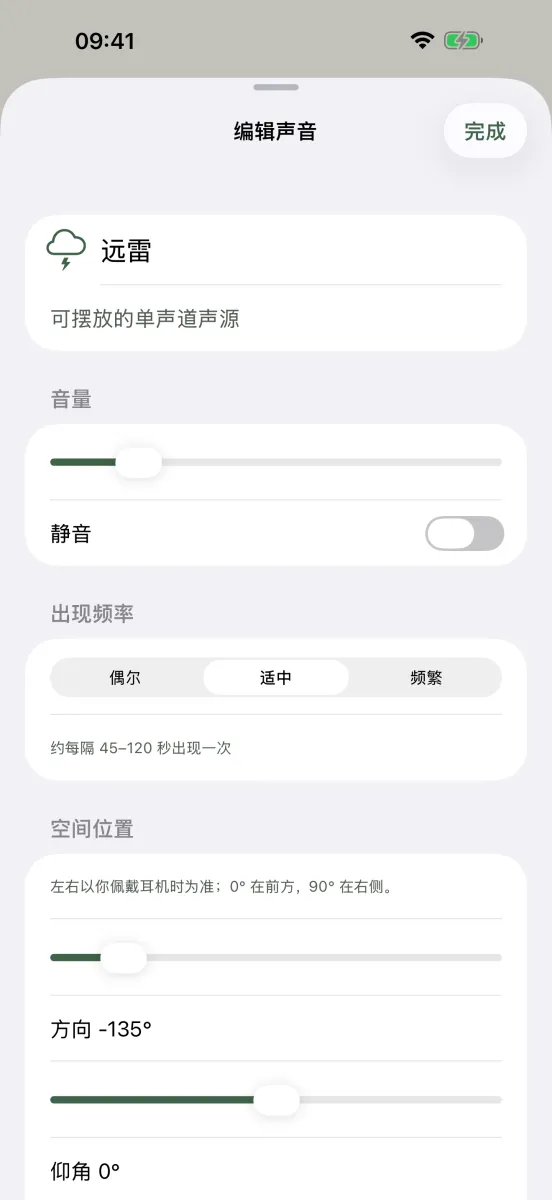 09:41
编辑声音
完成
远雷
可摆放的单声道声源
音量
静音
出现频率
偶尔
适中
频繁
约每隔 45–120 秒出现一次
空间位置
左右以你佩戴耳机时为准；0° 在前方，90° 在右侧。
方向 -135°
仰角 0°